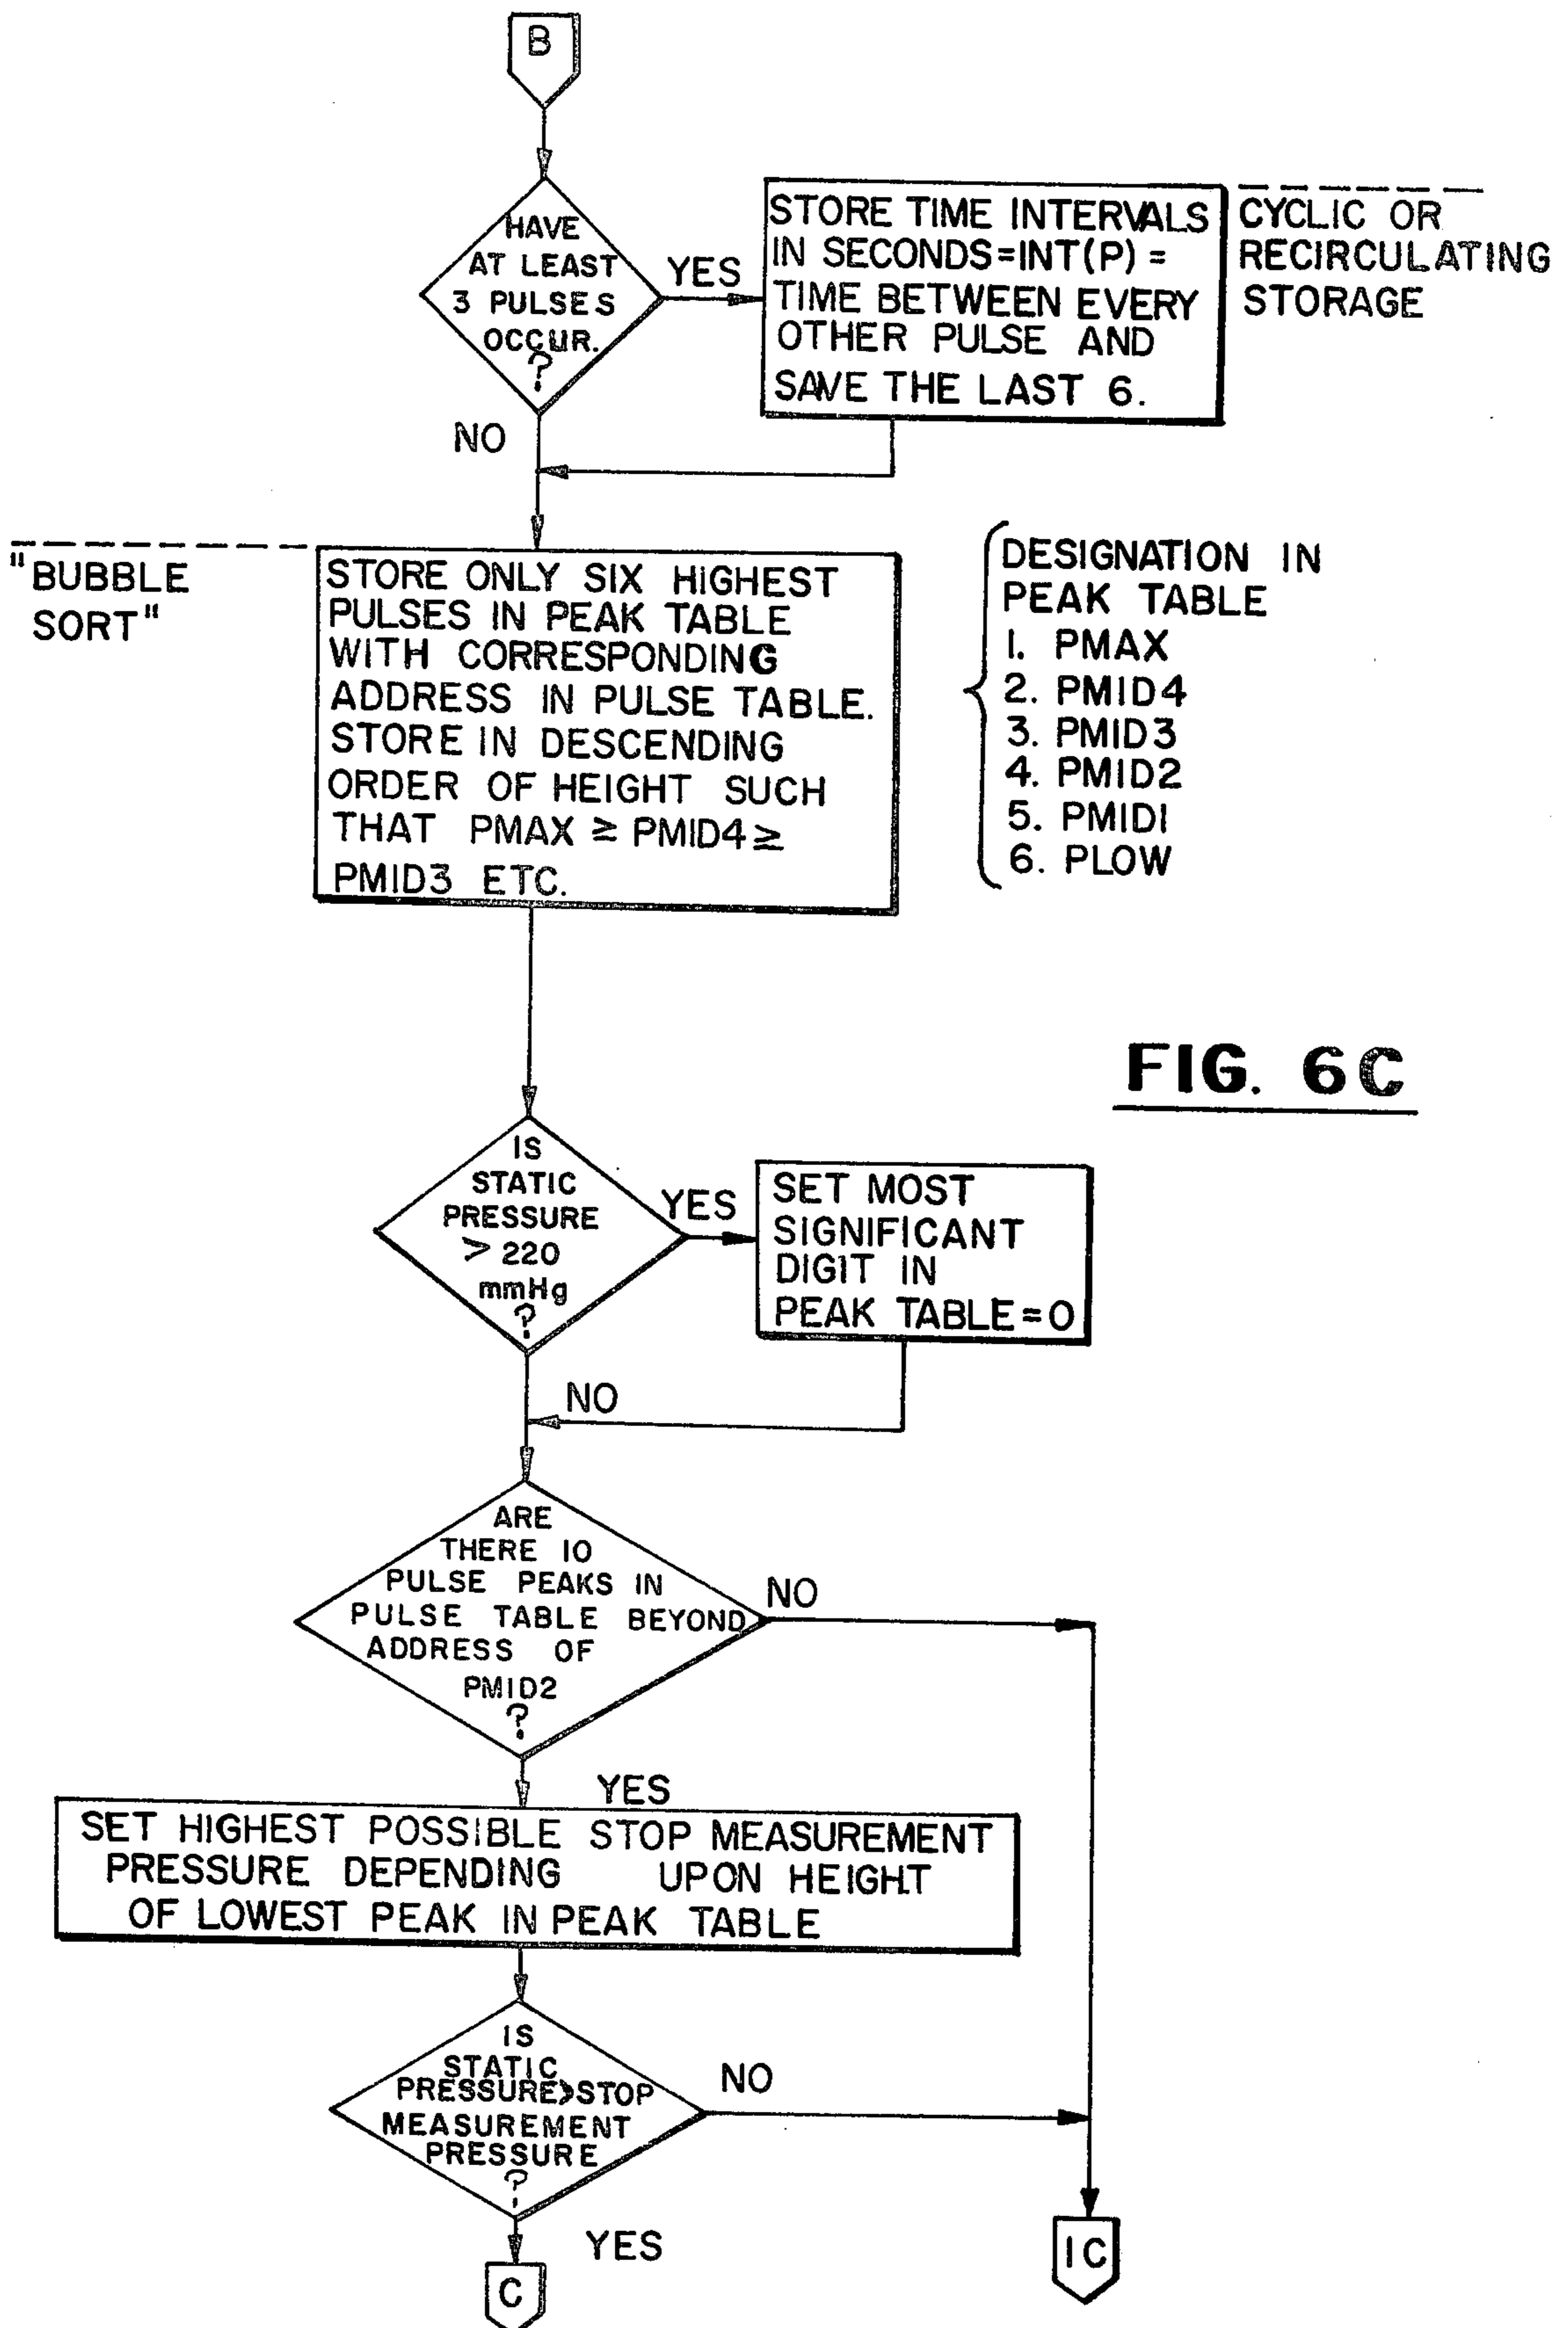 B
HAVE
AT LEAST
3 PULSES
OCCUR.
?
YES
STORE TIME INTERVALS
IN SECONDS=INT(P) =
TIME BETWEEN EVERY
OTHER PULSE AND
SAVE THE LAST 6.
CYCLIC OR
RECIRCULATING
STORAGE
NO
"BUBBLE
SORT"
STORE ONLY SIX HIGHEST
PULSES IN PEAK TABLE
WITH CORRESPONDING
ADDRESS IN PULSE TABLE.
STORE IN DESCENDING
ORDER OF HEIGHT SUCH
THAT PMAX ≥ PMID4 ≥
PMID3 ETC.
DESIGNATION IN
PEAK TABLE
1. PMAX
2. PMID4
3. PMID3
4. PMID2
5. PMID1
6. PLOW
FIG. 6C
IS
STATIC
PRESSURE
> 220
mmHg
?
YES
SET MOST
SIGNIFICANT
DIGIT IN
PEAK TABLE=0
NO
ARE
THERE 10
PULSE PEAKS IN
PULSE TABLE BEYOND
ADDRESS OF
PMID2
?
NO
YES
SET HIGHEST POSSIBLE STOP MEASUREMENT
PRESSURE DEPENDING UPON HEIGHT
OF LOWEST PEAK IN PEAK TABLE
IS
STATIC
PRESSURE>STOP
MEASUREMENT
PRESSURE
?
NO
YES
C
1C